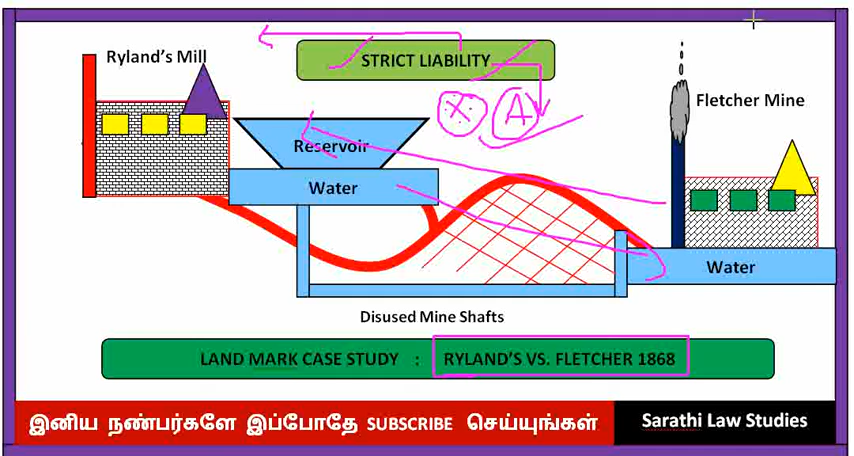 Ryland's Mill
STRICT LIABILITY
Fletcher Mine
X
A
Reservoir
Water
Water
Disused Mine Shafts
LAND MARK CASE STUDY : RYLAND'S VS. FLETCHER 1868
இனிய நண்பர்களே இப்போதே SUBSCRIBE செய்யுங்கள்
Sarathi Law Studies